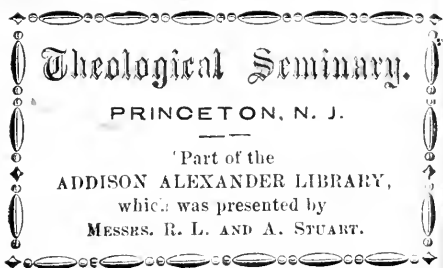 Theological Seminary.
PRINCETON, N. J.
Part of the
ADDISON ALEXANDER LIBRARY,
which was presented by
MESSRS. R. L. AND A. STUART.